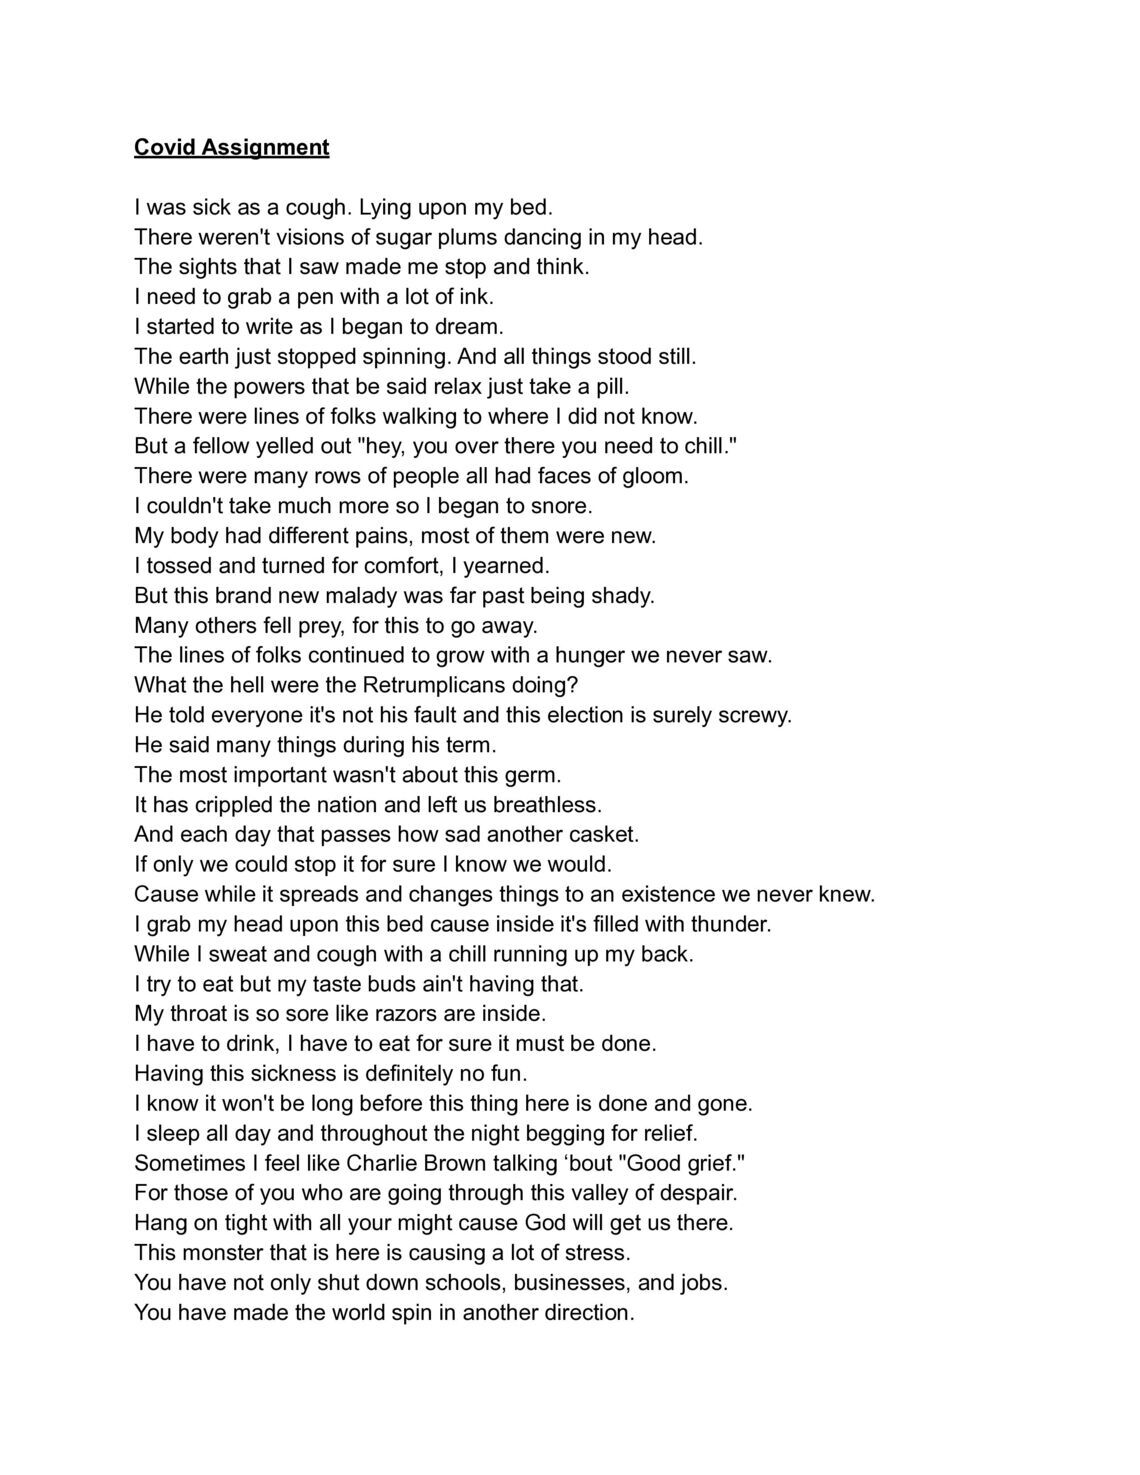 Covid Assignment
I was sick as a cough. Lying upon my bed.
There weren't visions of sugar plums dancing in my head.
The sights that I saw made me stop and think.
I need to grab a pen with a lot of ink.
I started to write as I began to dream.
The earth just stopped spinning. And all things stood still.
While the powers that be said relax just take a pill.
There were lines of folks walking to where I did not know.
But a fellow yelled out "hey, you over there you need to chill."
There were many rows of people all had faces of gloom.
I couldn't take much more so I began to snore.
My body had different pains, most of them were new.
I tossed and turned for comfort, I yearned.
But this brand new malady was far past being shady.
Many others fell prey, for this to go away.
The lines of folks continued to grow with a hunger we never saw.
What the hell were the Retrumplicans doing?
He told everyone it's not his fault and this election is surely screwy.
He said many things during his term.
The most important wasn't about this germ.
It has crippled the nation and left us breathless.
And each day that passes how sad another casket.
If only we could stop it for sure I know we would.
Cause while it spreads and changes things to an existence we never knew.
I grab my head upon this bed cause inside it's filled with thunder.
While I sweat and cough with a chill running up my back.
I try to eat but my taste buds ain't having that.
My throat is so sore like razors are inside.
I have to drink, I have to eat for sure it must be done.
Having this sickness is definitely no fun.
I know it won't be long before this thing here is done and gone.
I sleep all day and throughout the night begging for relief.
Sometimes I feel like Charlie Brown talking ‘bout "Good grief."
For those of you who are going through this valley of despair.
Hang on tight with all your might cause God will get us there.
This monster that is here is causing a lot of stress.
You have not only shut down schools, businesses, and jobs.
You have made the world spin in another direction.